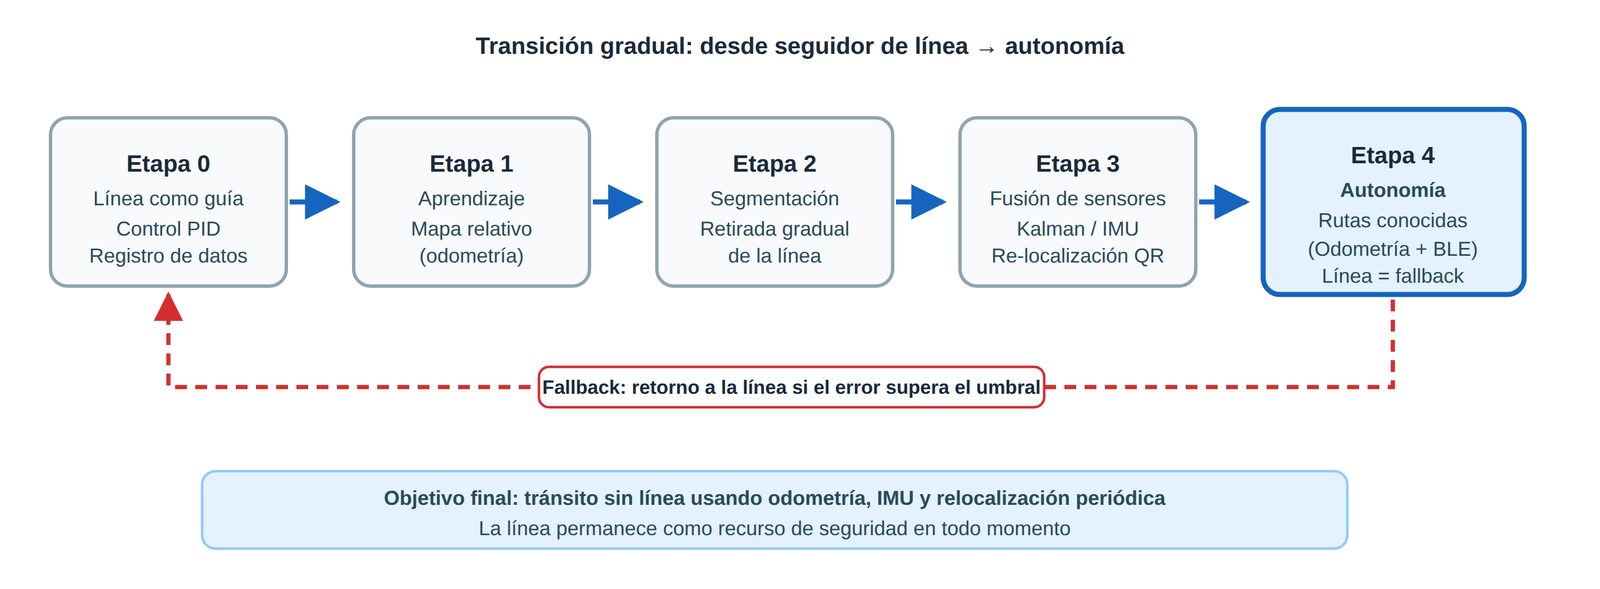 Transición gradual: desde seguidor de línea → autonomía
Etapa 0
Línea como guía
Control PID
Registro de datos
Etapa 1
Aprendizaje
Mapa relativo
(odometría)
Etapa 2
Segmentación
Retirada gradual
de la línea
Etapa 3
Fusión de sensores
Kalman / IMU
Re-localización QR
Etapa 4
Autonomía
Rutas conocidas
(Odometría + BLE)
Línea = fallback
Fallback: retorno a la línea si el error supera el umbral
Objetivo final: tránsito sin línea usando odometría, IMU y relocalización periódica
La línea permanece como recurso de seguridad en todo momento